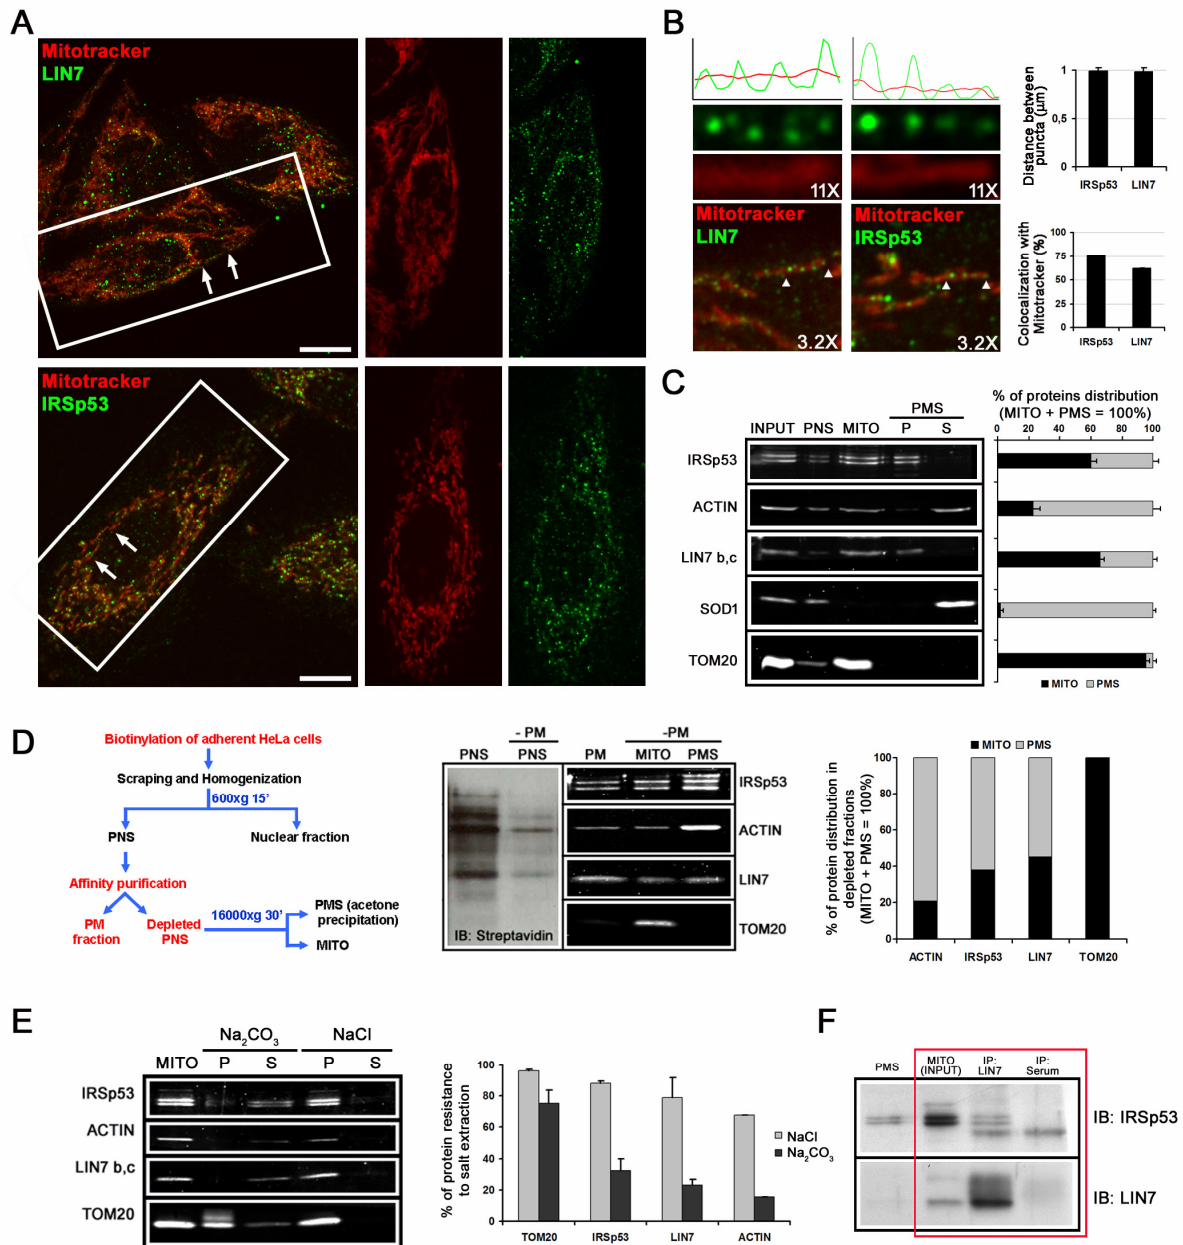 A
Mitotracker
LIN7
Mitotracker
IRSp53
B
11X
11X
Mitotracker
LIN7
3.2X
Mitotracker
IRSp53
3.2X
Distance between
puncta (µm)
1
0,5
0
IRSp53 LIN7
Colocalization with
Mitotracker (%)
100
75
50
25
0
IRSp53 LIN7
C
PMS
INPUT PNS MITO P S
IRSp53
ACTIN
LIN7 b,c
SOD1
TOM20
% of proteins distribution
(MITO + PMS = 100%)
0 20 40 60 80 100
MITO PMS
D
Biotinylation of adherent HeLa cells
Scraping and Homogenization
600xg 15'
PNS Nuclear fraction
Affinity purification
PM
fraction
Depleted
PNS
16000xg 30'
PMS (acetone
precipitation)
MITO
- PM
PNS PNS
IB: Streptavidin
-PM
PM MITO PMS
IRSp53
ACTIN
LIN7
TOM20
MITO PMS
% of protein distribution in
depleted fractions
(MITO + PMS = 100%)
100
80
60
40
20
0
ACTIN IRSp53 LIN7 TOM20
E
Na2CO3 NaCl
MITO P S P S
IRSp53
ACTIN
LIN7 b,c
TOM20
% of protein resistance
to salt extraction
100
80
60
40
20
0
NaCl
Na2CO3
TOM20 IRSp53 LIN7 ACTIN
F
PMS
MITO
(INPUT)
IP:
LIN7
IP:
Serum
IB: IRSp53
IB: LIN7